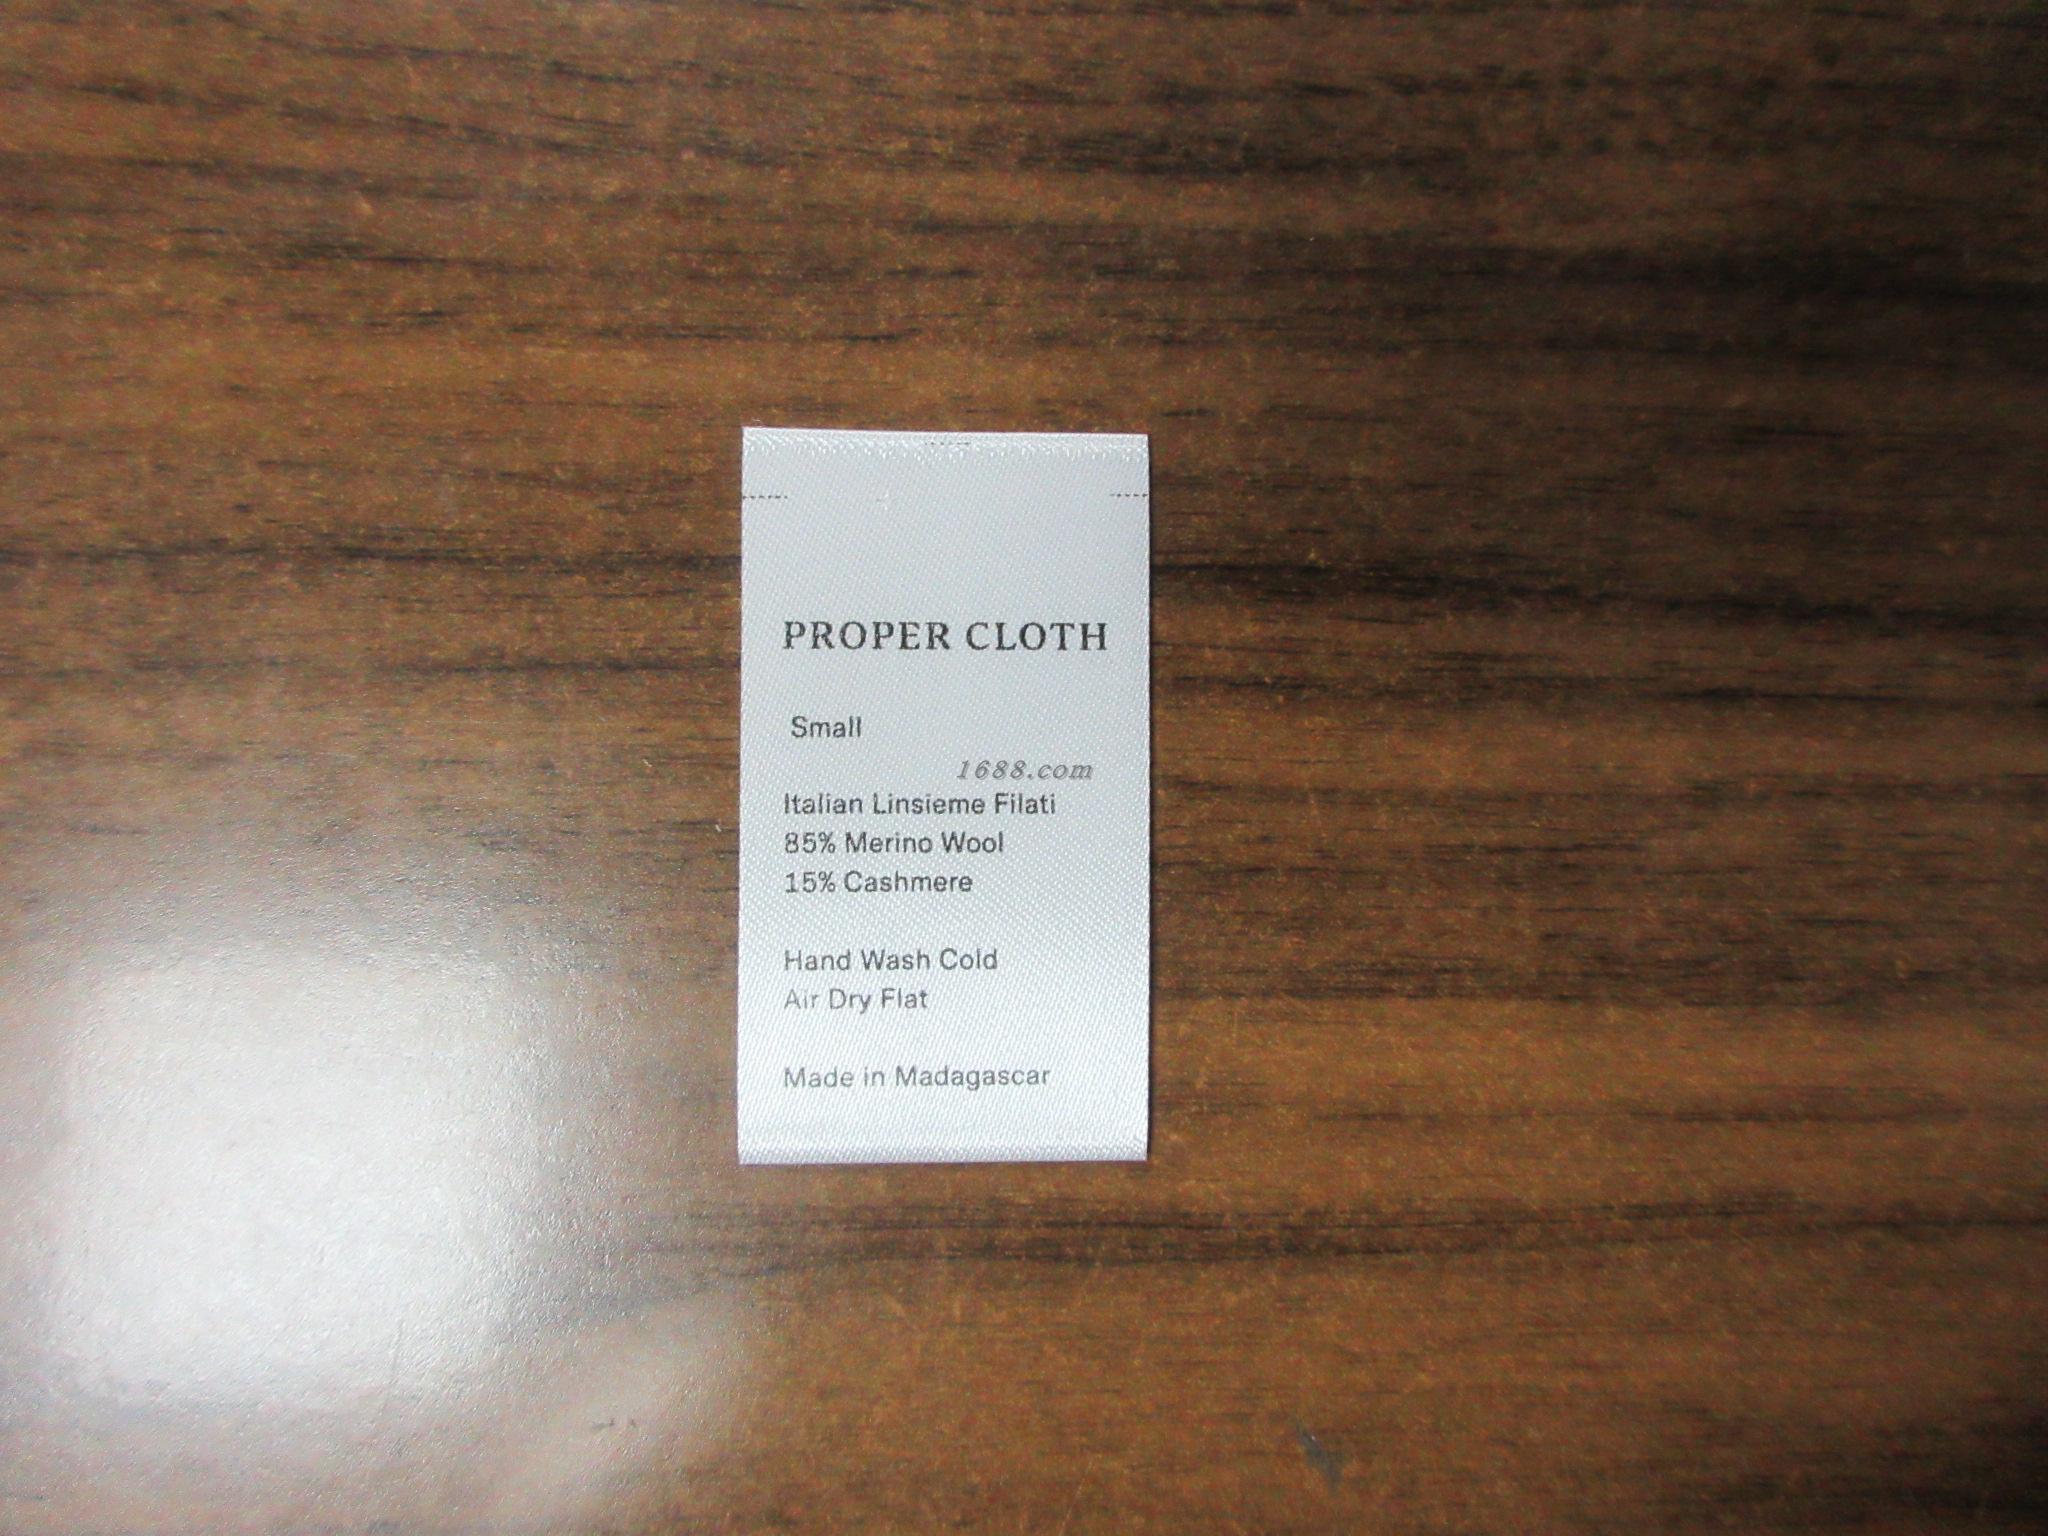 PROPER CLOTH
Small
1688.com
Italian Linsieme Filati
85% Merino Wool
15% Cashmere
Hand Wash Cold
Air Dry Flat
Made in Madagascar